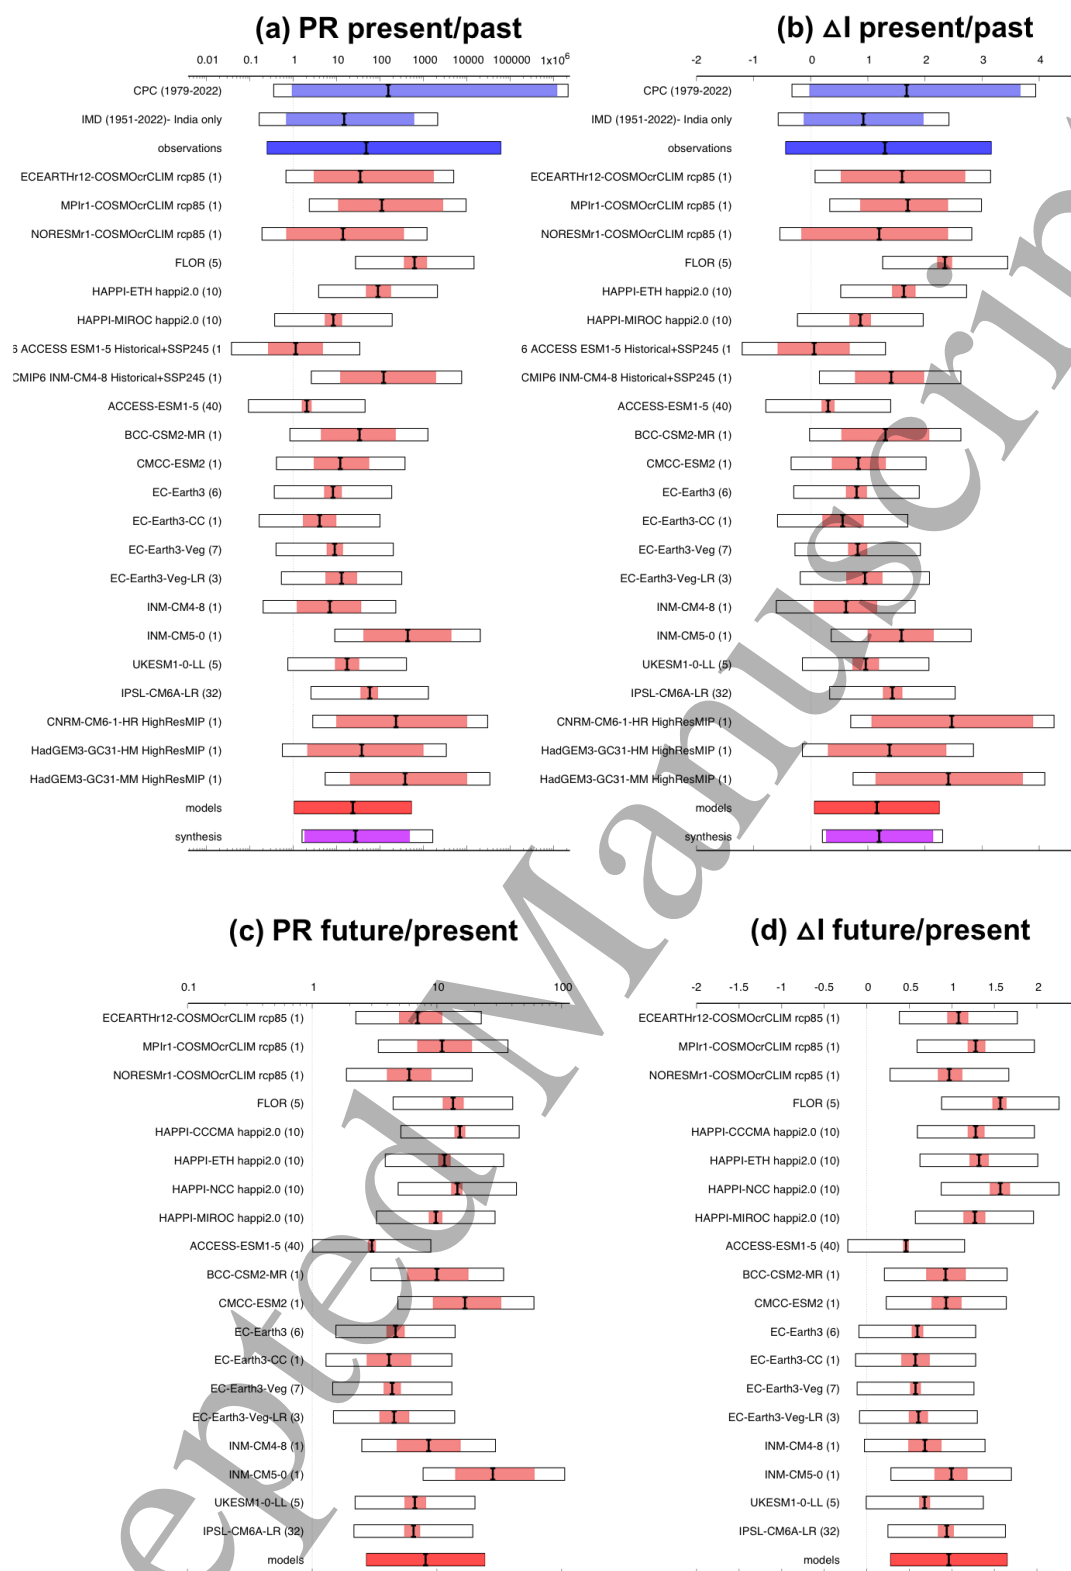 (a) PR present/past
(b) △I present/past
0.01 0.1 1 10 100 1000 10000 100000 1x10⁶
-2 -1 0 1 2 3 4
CPC (1979-2022)
CPC (1979-2022)
IMD (1951-2022)- India only
IMD (1951-2022)- India only
observations
observations
ECEARTHr12-COSMOcrCLIM rcp85 (1)
ECEARTHr12-COSMOcrCLIM rcp85 (1)
MPIr1-COSMOcrCLIM rcp85 (1)
MPIr1-COSMOcrCLIM rcp85 (1)
NORESMr1-COSMOcrCLIM rcp85 (1)
NORESMr1-COSMOcrCLIM rcp85 (1)
FLOR (5)
FLOR (5)
HAPPI-ETH happi2.0 (10)
HAPPI-ETH happi2.0 (10)
HAPPI-MIROC happi2.0 (10)
HAPPI-MIROC happi2.0 (10)
6 ACCESS ESM1-5 Historical+SSP245 (1
6 ACCESS ESM1-5 Historical+SSP245 (1
CMIP6 INM-CM4-8 Historical+SSP245 (1)
CMIP6 INM-CM4-8 Historical+SSP245 (1)
ACCESS-ESM1-5 (40)
ACCESS-ESM1-5 (40)
BCC-CSM2-MR (1)
BCC-CSM2-MR (1)
CMCC-ESM2 (1)
CMCC-ESM2 (1)
EC-Earth3 (6)
EC-Earth3 (6)
EC-Earth3-CC (1)
EC-Earth3-CC (1)
EC-Earth3-Veg (7)
EC-Earth3-Veg (7)
EC-Earth3-Veg-LR (3)
EC-Earth3-Veg-LR (3)
INM-CM4-8 (1)
INM-CM4-8 (1)
INM-CM5-0 (1)
INM-CM5-0 (1)
UKESM1-0-LL (5)
UKESM1-0-LL (5)
IPSL-CM6A-LR (32)
IPSL-CM6A-LR (32)
CNRM-CM6-1-HR HighResMIP (1)
CNRM-CM6-1-HR HighResMIP (1)
HadGEM3-GC31-HM HighResMIP (1)
HadGEM3-GC31-HM HighResMIP (1)
HadGEM3-GC31-MM HighResMIP (1)
HadGEM3-GC31-MM HighResMIP (1)
models
models
synthesis
synthesis
(c) PR future/present
(d) △I future/present
0.1 1 10 100
-2 -1.5 -1 -0.5 0 0.5 1 1.5 2
ECEARTHr12-COSMOcrCLIM rcp85 (1)
ECEARTHr12-COSMOcrCLIM rcp85 (1)
MPIr1-COSMOcrCLIM rcp85 (1)
MPIr1-COSMOcrCLIM rcp85 (1)
NORESMr1-COSMOcrCLIM rcp85 (1)
NORESMr1-COSMOcrCLIM rcp85 (1)
FLOR (5)
FLOR (5)
HAPPI-CCCMA happi2.0 (10)
HAPPI-CCCMA happi2.0 (10)
HAPPI-ETH happi2.0 (10)
HAPPI-ETH happi2.0 (10)
HAPPI-NCC happi2.0 (10)
HAPPI-NCC happi2.0 (10)
HAPPI-MIROC happi2.0 (10)
HAPPI-MIROC happi2.0 (10)
ACCESS-ESM1-5 (40)
ACCESS-ESM1-5 (40)
BCC-CSM2-MR (1)
BCC-CSM2-MR (1)
CMCC-ESM2 (1)
CMCC-ESM2 (1)
EC-Earth3 (6)
EC-Earth3 (6)
EC-Earth3-CC (1)
EC-Earth3-CC (1)
EC-Earth3-Veg (7)
EC-Earth3-Veg (7)
EC-Earth3-Veg-LR (3)
EC-Earth3-Veg-LR (3)
INM-CM4-8 (1)
INM-CM4-8 (1)
INM-CM5-0 (1)
INM-CM5-0 (1)
UKESM1-0-LL (5)
UKESM1-0-LL (5)
IPSL-CM6A-LR (32)
IPSL-CM6A-LR (32)
models
models
epted Manuscrip